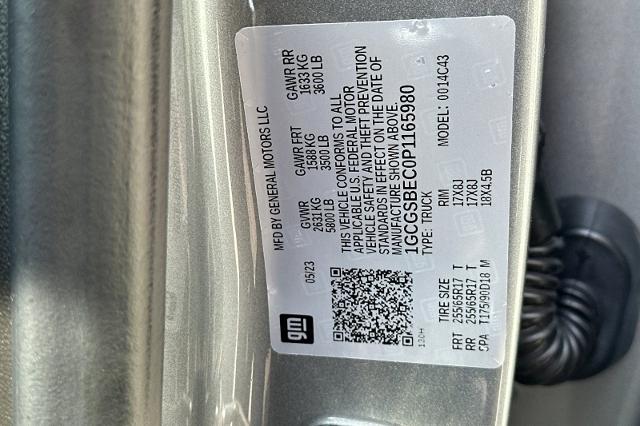 gm
MFD BY GENERAL MOTORS LLC
05/23
GVWR GAWR FRT GAWR RR
2631 KG 1588 KG 1633 KG
5800 LB 3500 LB 3600 LB
THIS VEHICLE CONFORMS TO ALL
APPLICABLE U.S. FEDERAL MOTOR
VEHICLE SAFETY AND THEFT PREVENTION
STANDARDS IN EFFECT ON THE DATE OF
MANUFACTURE SHOWN ABOVE.
1GCGSBEC0P1165980
TYPE: TRUCK MODEL: 0014C43
TIRE SIZE RIM
FRT 255/65R17 T 17X8J
RR 255/65R17 T 17X8J
SPA T175/90D18 M 18X4.5B